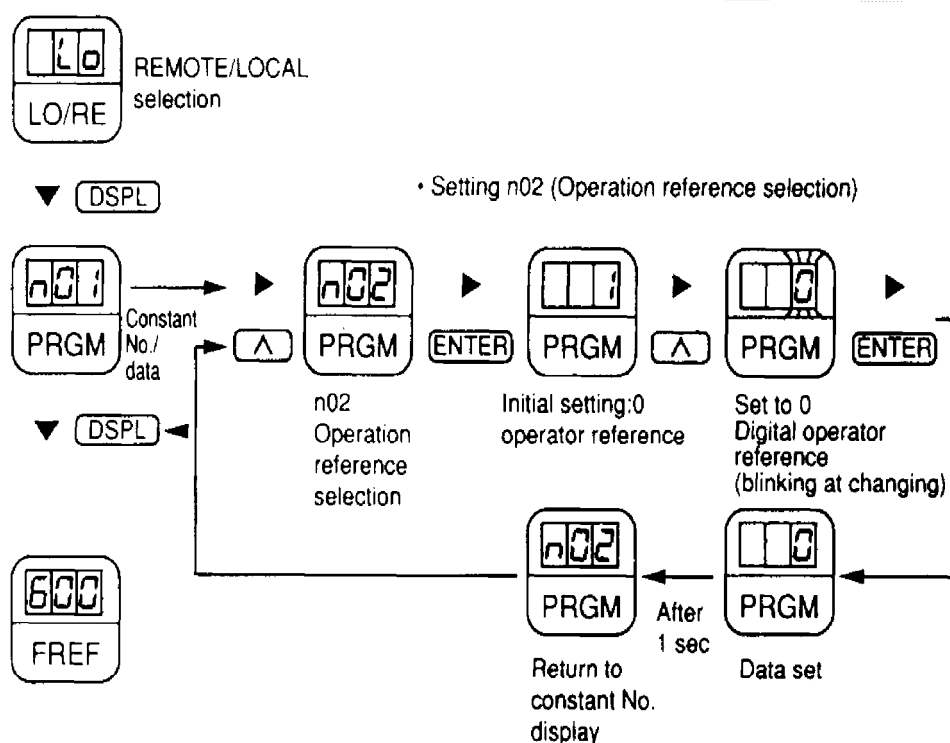 Lo
LO/RE
REMOTE/LOCAL
selection
DSPL
• Setting n02 (Operation reference selection)
n01
PRGM
Constant
No./
data
∧
n02
PRGM
ENTER
1
PRGM
∧
0
PRGM
ENTER
DSPL
n02
Operation
reference
selection
Initial setting:0
operator reference
Set to 0
Digital operator
reference
(blinking at changing)
600
FREF
n02
PRGM
After
1 sec
0
PRGM
Return to
constant No.
display
Data set